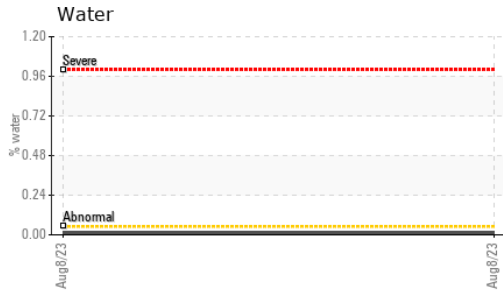 Water
1.20
Severe
0.96
0.72
% water
0.48
0.24
Abnormal
0.00
Aug8/23
Aug8/23